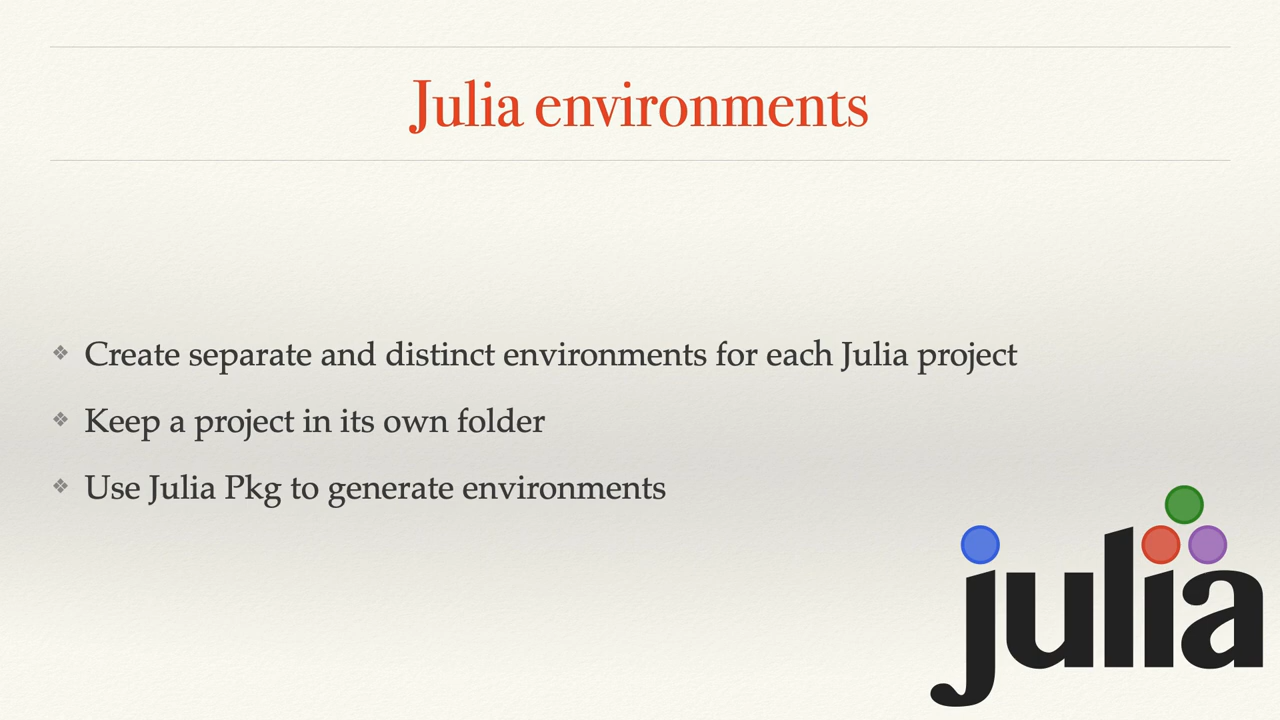 Julia environments
Create separate and distinct environments for each Julia project
Keep a project in its own folder
Use Julia Pkg to generate environments
julia